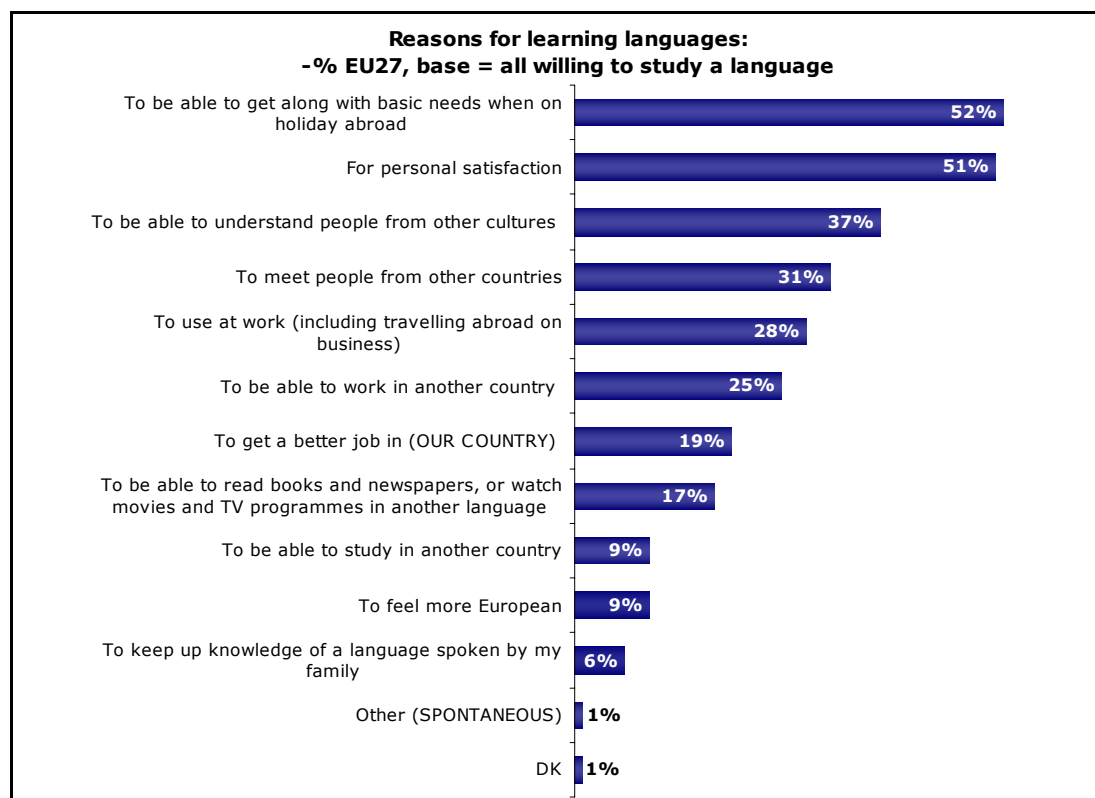 Reasons for learning languages:
-% EU27, base = all willing to study a language
To be able to get along with basic needs when on
holiday abroad
52%
For personal satisfaction
51%
To be able to understand people from other cultures
37%
To meet people from other countries
31%
To use at work (including travelling abroad on
business)
28%
To be able to work in another country
25%
To get a better job in (OUR COUNTRY)
19%
To be able to read books and newspapers, or watch
movies and TV programmes in another language
17%
To be able to study in another country
9%
To feel more European
9%
To keep up knowledge of a language spoken by my
family
6%
Other (SPONTANEOUS)
1%
DK
1%